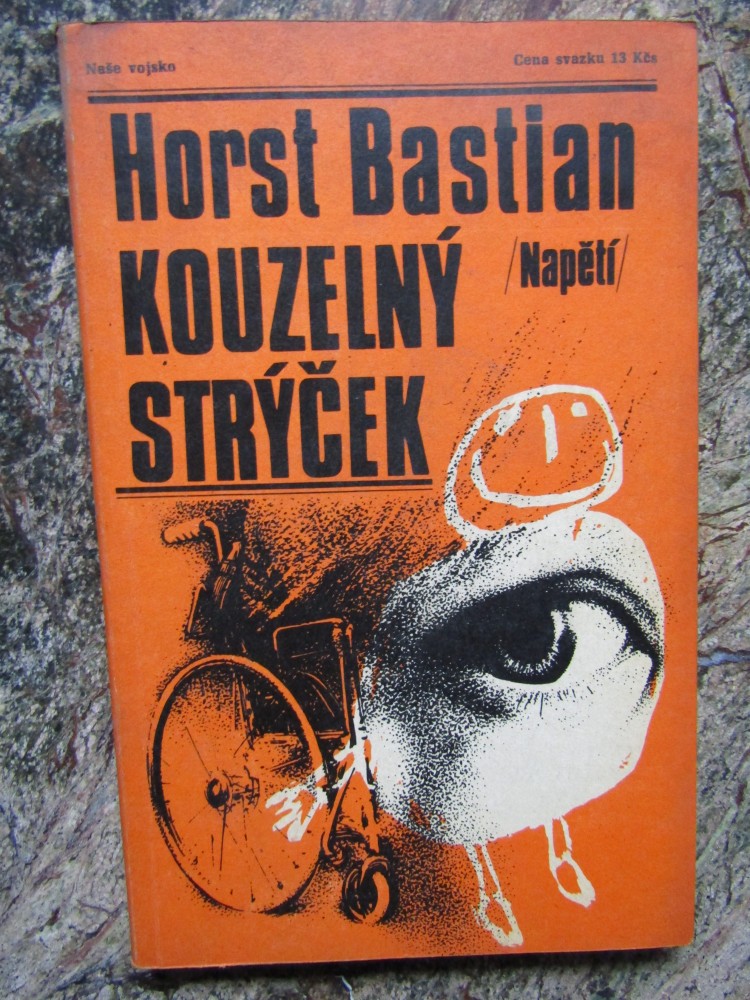 Naše vojsko
Cena svazku 13 Kčs
Horst Bastian
KOUZELNÝ
/Napětí/
STRÝČEK